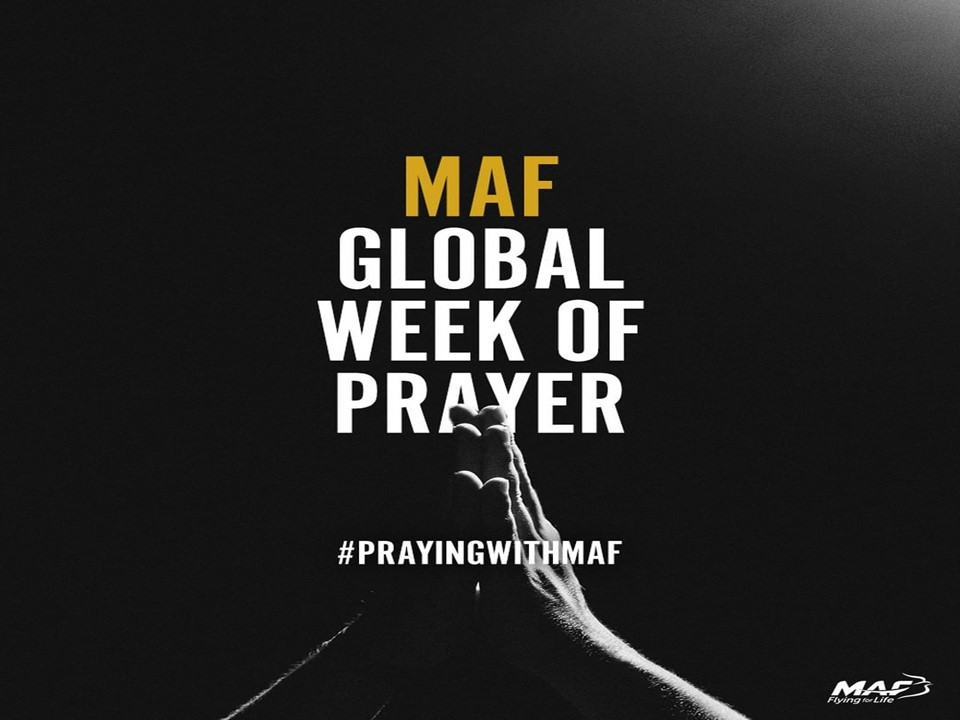 MAF
GLOBAL
WEEK OF
PRAYER
#PRAYINGWITHMAF
MAF
Flying for Life